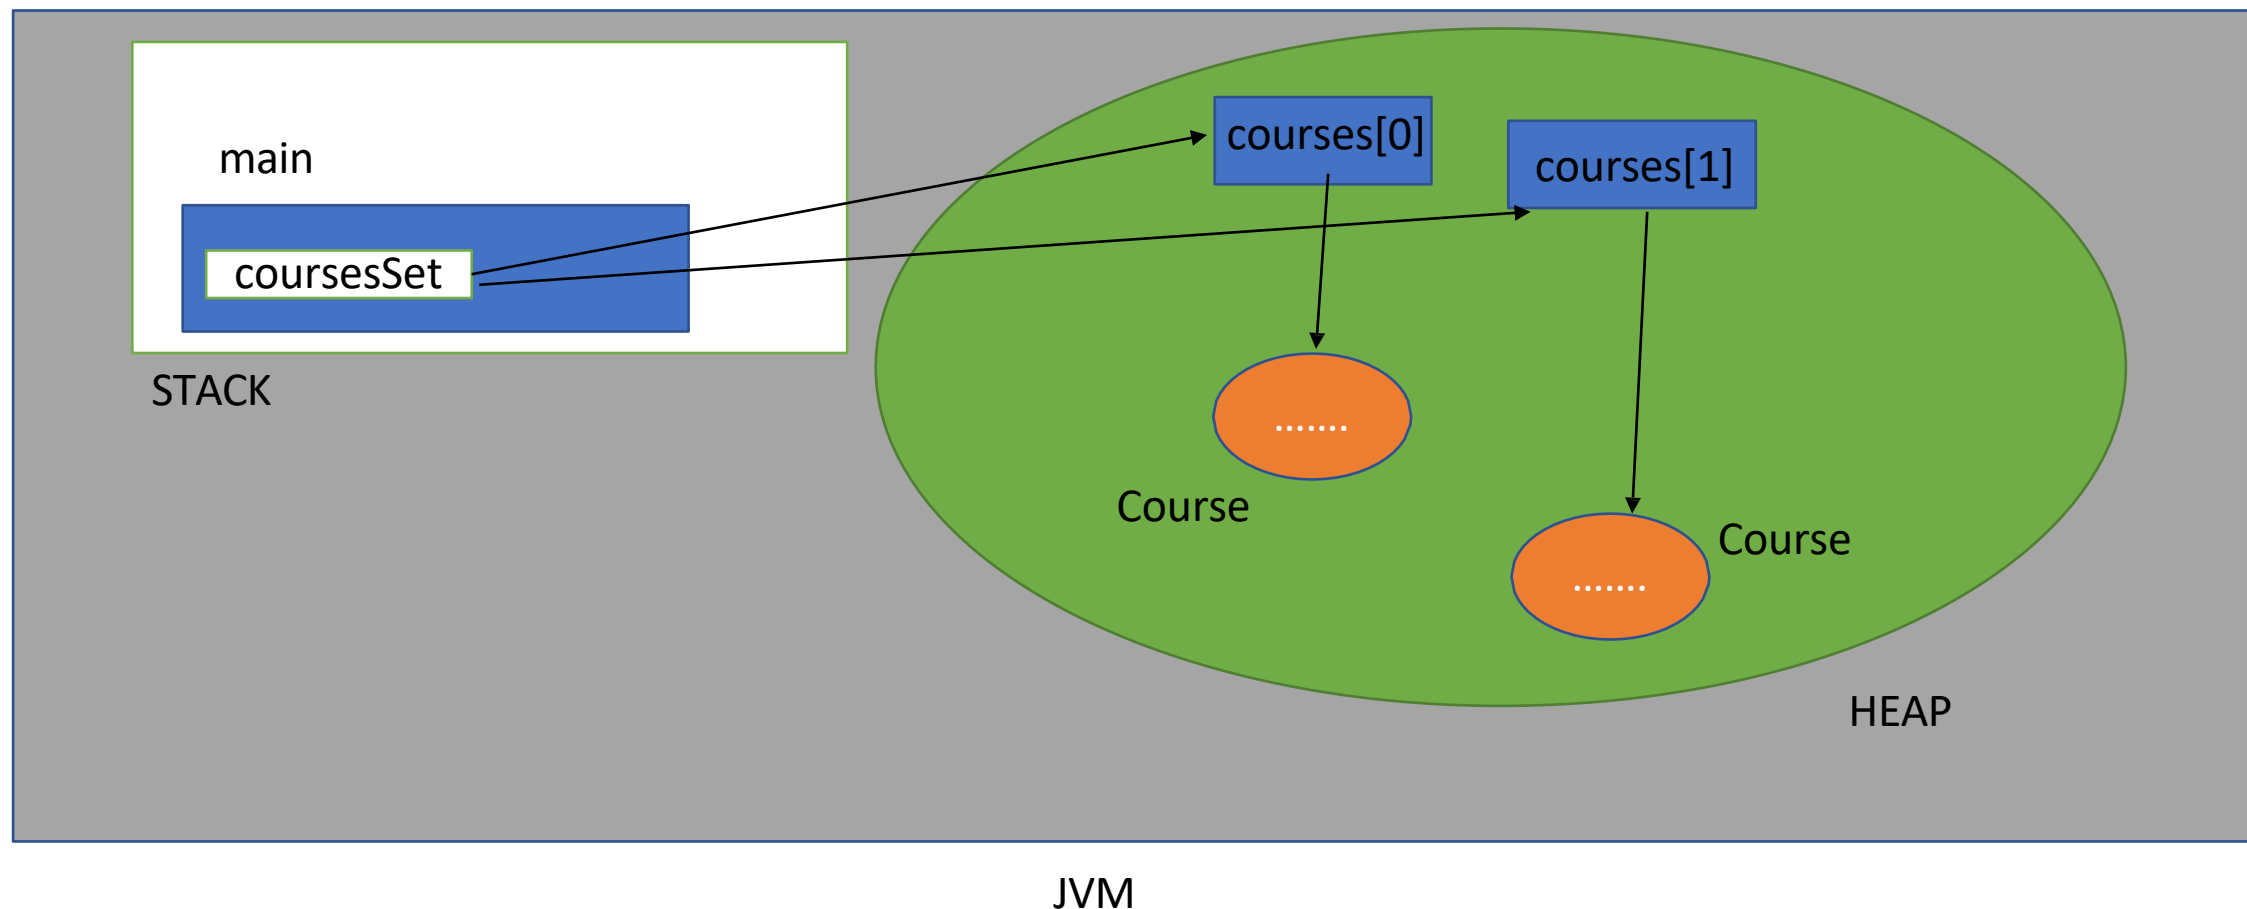 main
coursesSet
STACK
courses[0]
courses[1]
.......
Course
.......
Course
HEAP
JVM